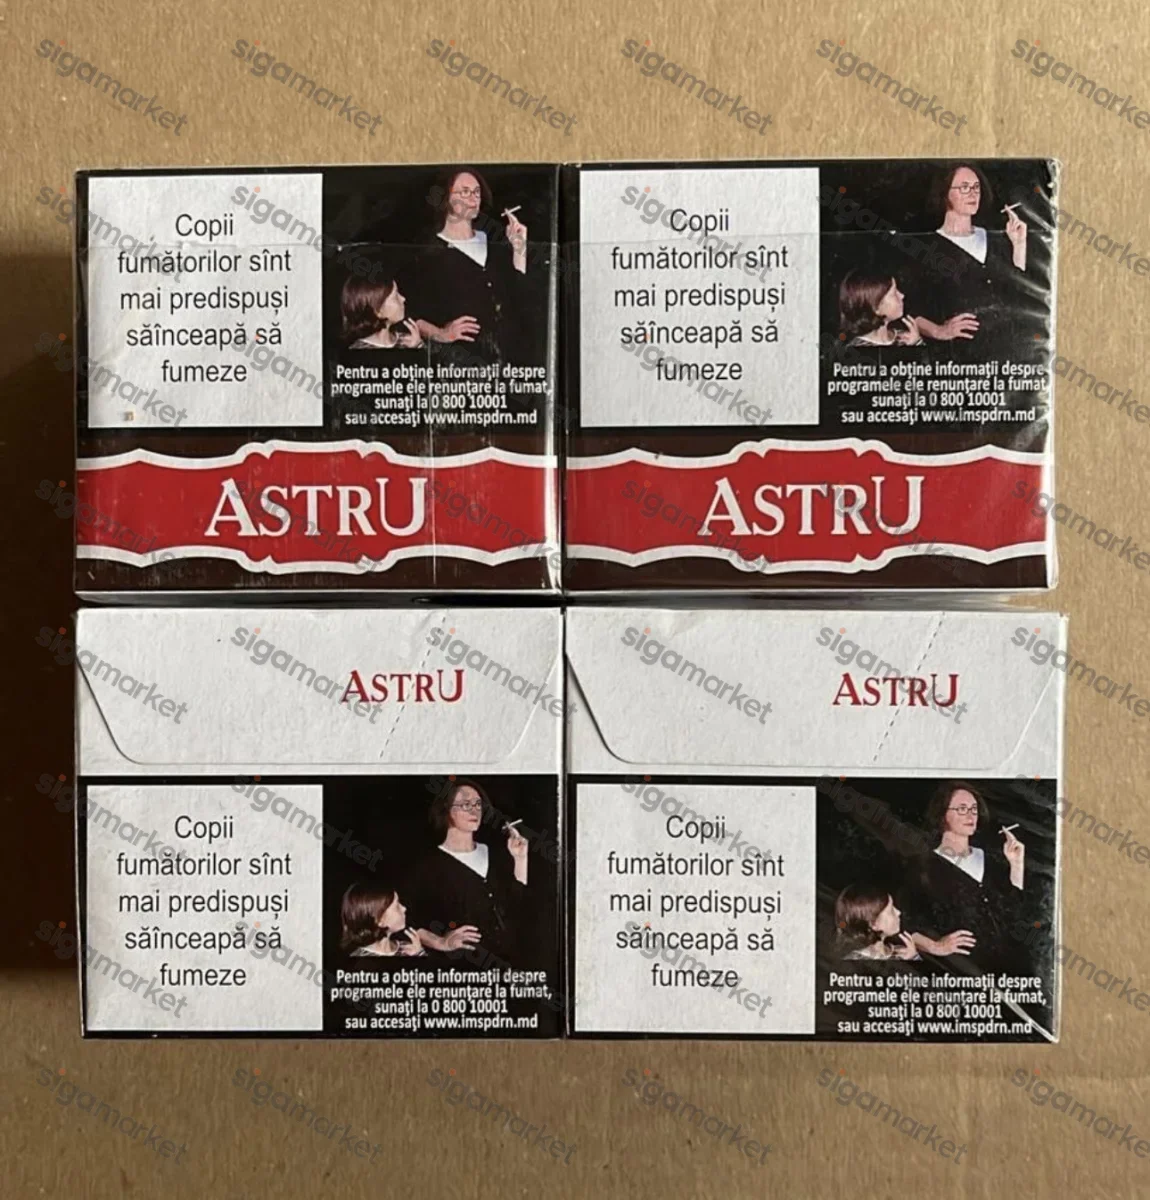 Copii
fumătorilor sînt
mai predispuși
săînceapă să
fumeze
Pentru a obține informații despre
programele ele renunțare la fumat,
sunați la 0 800 10001
sau accesați www.imspdrn.md
ASTRU
Copii
fumătorilor sînt
mai predispuși
săînceapă să
fumeze
Pentru a obține informații despre
programele ele renunțare la fumat,
sunați la 0 800 10001
sau accesați www.imspdrn.md
ASTRU
ASTRU
Copii
fumătorilor sînt
mai predispuși
săînceapă să
fumeze
Pentru a obține informații despre
programele ele renunțare la fumat,
sunați la 0 800 10001
sau accesați www.imspdrn.md
ASTRU
Copii
fumătorilor sînt
mai predispuși
săînceapă să
fumeze
Pentru a obține informații despre
programele ele renunțare la fumat,
sunați la 0 800 10001
sau accesați www.imspdrn.md
sigamarket